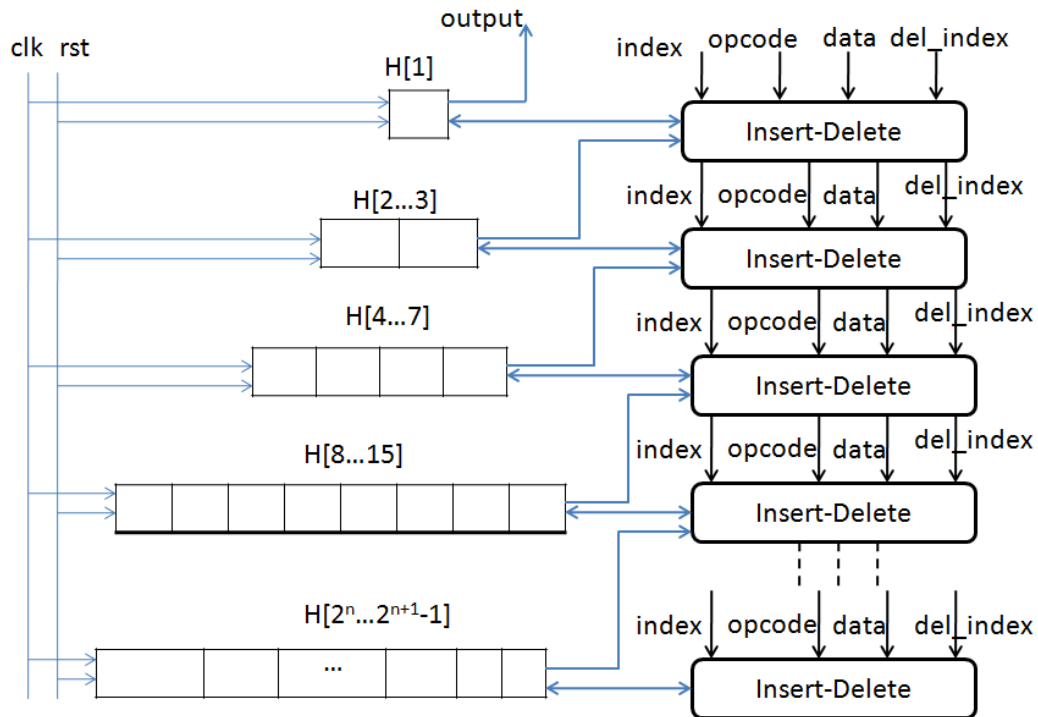 output
clk rst
index opcode data del_index
H[1]
Insert-Delete
index opcode data del_index
H[2...3]
Insert-Delete
index opcode data del_index
H[4...7]
Insert-Delete
index opcode data del_index
H[8...15]
Insert-Delete
H[2ⁿ...2ⁿ⁺¹-1]
index opcode data del_index
...
Insert-Delete